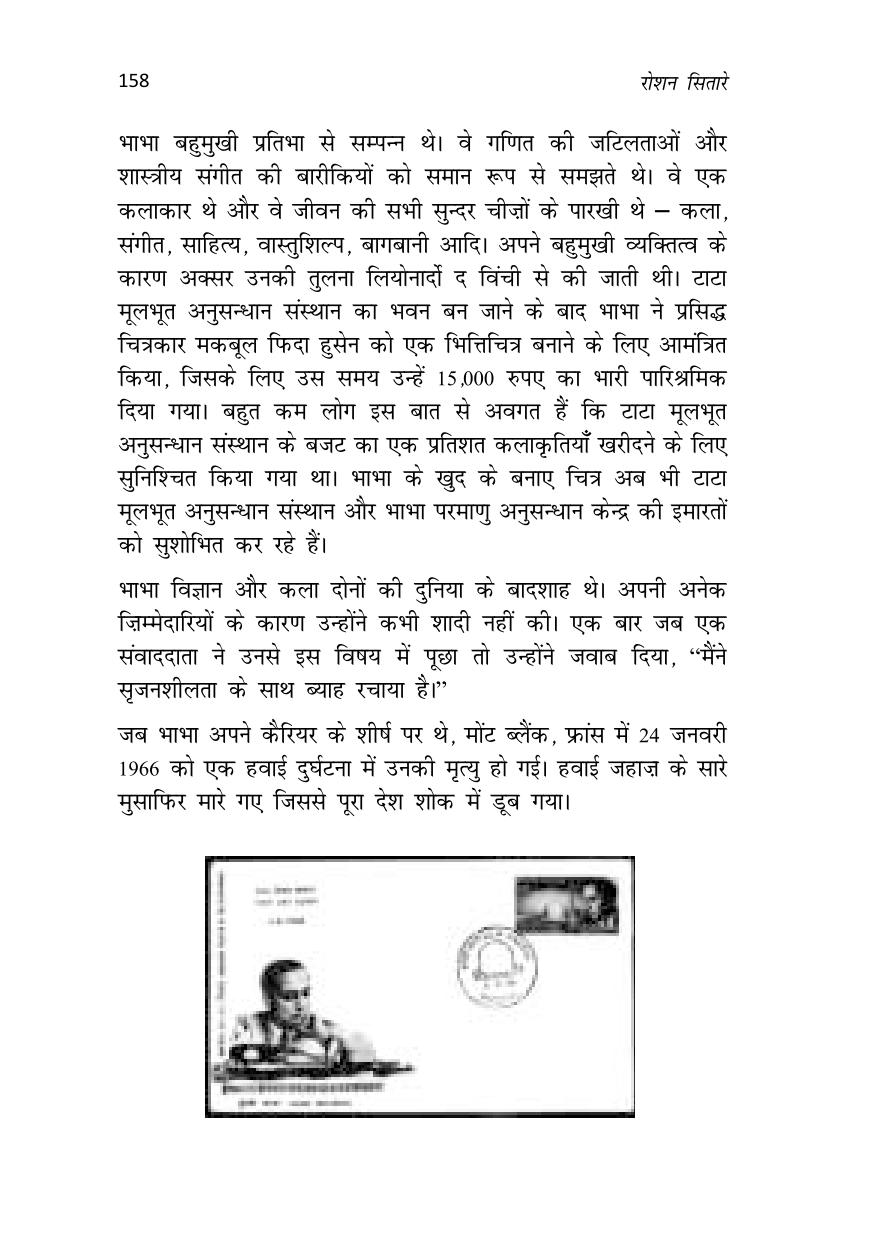 158
रोशन सितारे
भाभा बहुमुखी प्रतिभा से सम्पन्न थे। वे गणित की जटिलताओं और
शास्त्रीय संगीत की बारीकियों को समान रूप से समझते थे। वे एक
कलाकार थे और वे जीवन की सभी सुन्दर चीज़ों के पारखी थे – कला,
संगीत, साहित्य, वास्तुशिल्प, बागबानी आदि। अपने बहुमुखी व्यक्तित्व के
कारण अक्सर उनकी तुलना लियोनार्दो द विंची से की जाती थी। टाटा
मूलभूत अनुसन्धान संस्थान का भवन बन जाने के बाद भाभा ने प्रसिद्ध
चित्रकार मकबूल फिदा हुसेन को एक भित्तिचित्र बनाने के लिए आमंत्रित
किया, जिसके लिए उस समय उन्हें 15,000 रुपए का भारी पारिश्रमिक
दिया गया। बहुत कम लोग इस बात से अवगत हैं कि टाटा मूलभूत
अनुसन्धान संस्थान के बजट का एक प्रतिशत कलाकृतियाँ खरीदने के लिए
सुनिश्चित किया गया था। भाभा के खुद के बनाए चित्र अब भी टाटा
मूलभूत अनुसन्धान संस्थान और भाभा परमाणु अनुसन्धान केन्द्र की इमारतों
को सुशोभित कर रहे हैं।
भाभा विज्ञान और कला दोनों की दुनिया के बादशाह थे। अपनी अनेक
ज़िम्मेदारियों के कारण उन्होंने कभी शादी नहीं की। एक बार जब एक
संवाददाता ने उनसे इस विषय में पूछा तो उन्होंने जवाब दिया, “मैंने
सृजनशीलता के साथ ब्याह रचाया है।”
जब भाभा अपने कैरियर के शीर्ष पर थे, मोंट ब्लैंक, फ्रांस में 24 जनवरी
1966 को एक हवाई दुर्घटना में उनकी मृत्यु हो गई। हवाई जहाज़ के सारे
मुसाफिर मारे गए जिससे पूरा देश शोक में डूब गया।